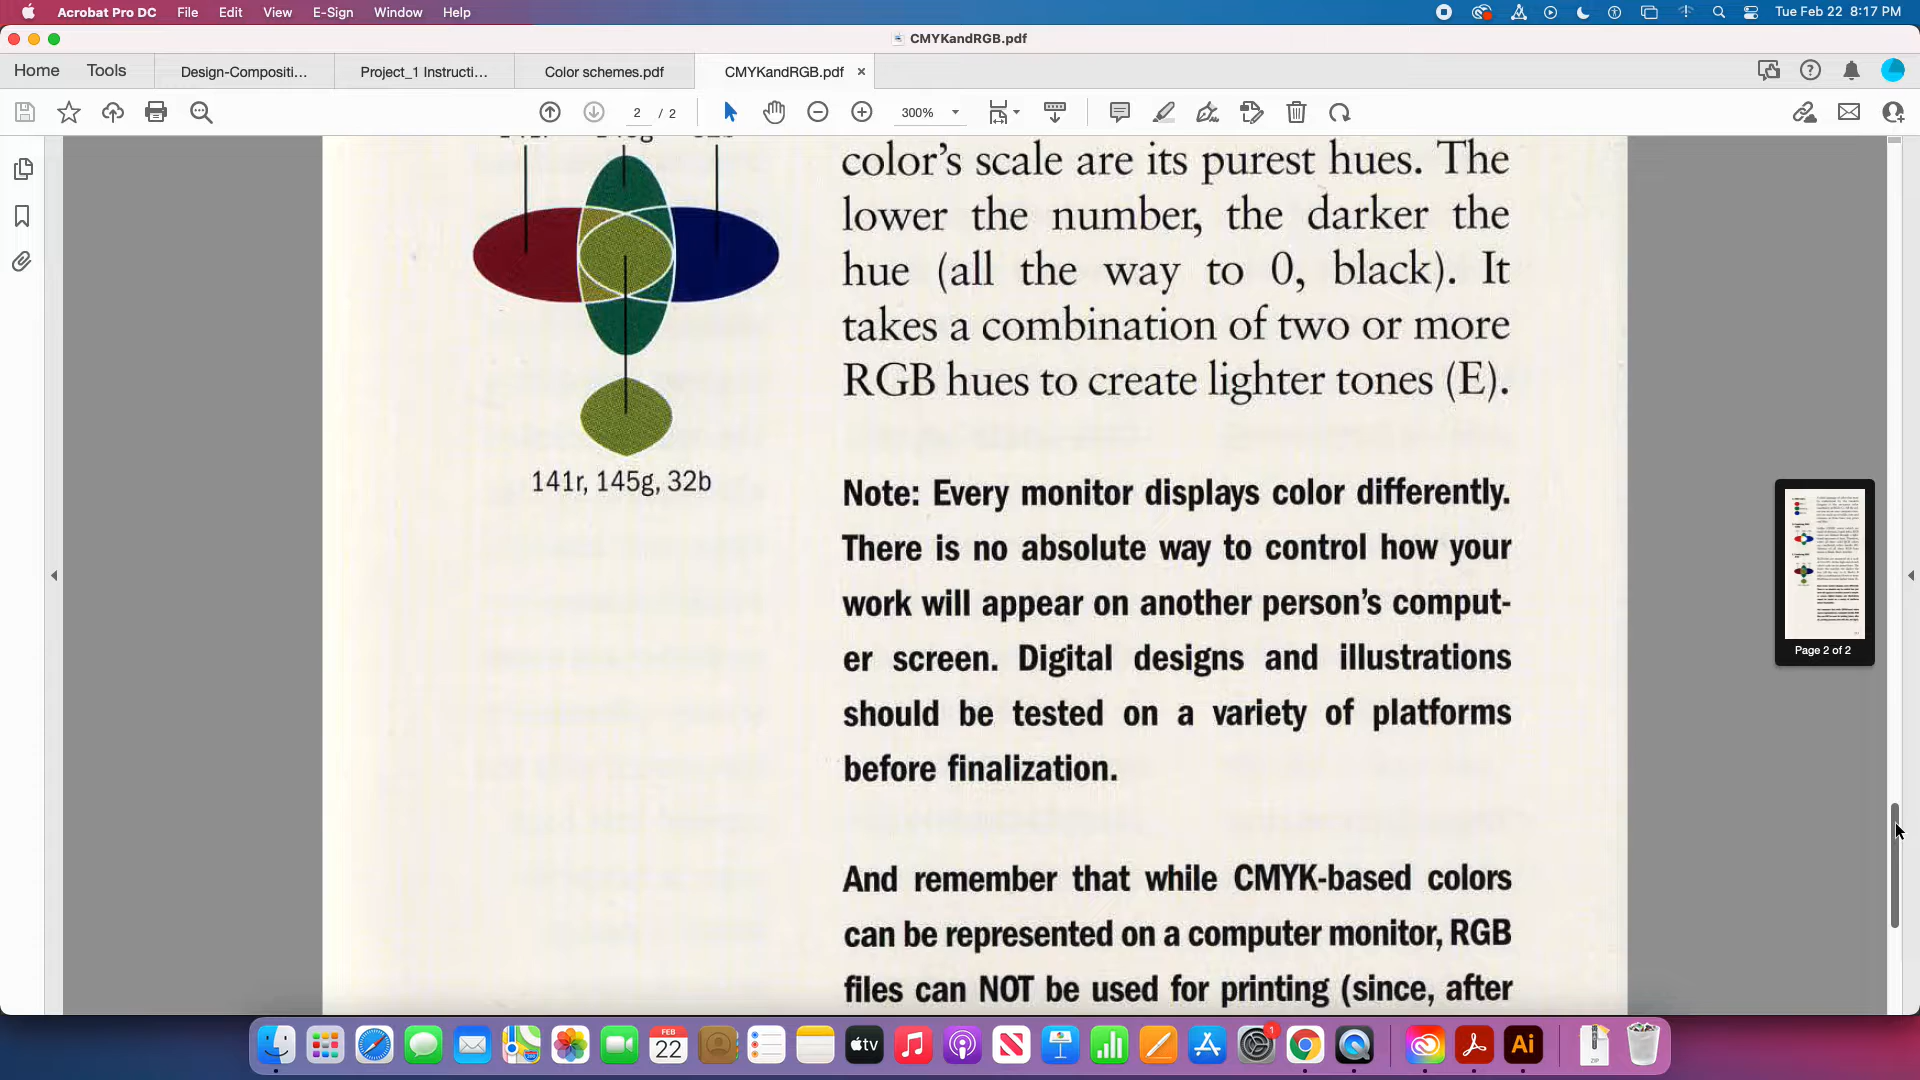 Acrobat Pro DC File Edit View E-Sign Window Help
Tue Feb 22 8:17 PM
CMYKandRGB.pdf
Home Tools
Design-Compositi...
Project_1 Instructi...
Color schemes.pdf
CMYKandRGB.pdf
2 / 2
300%
color's scale are its purest hues. The
lower the number, the darker the
hue (all the way to 0, black). It
takes a combination of two or more
RGB hues to create lighter tones (E).
141r, 145g, 32b
Note: Every monitor displays color differently.
There is no absolute way to control how your
work will appear on another person's comput-
er screen. Digital designs and illustrations
should be tested on a variety of platforms
before finalization.
And remember that while CMYK-based colors
can be represented on a computer monitor, RGB
files can NOT be used for printing (since, after
Page 2 of 2
FEB
22
tv
1
Ai
ZIP